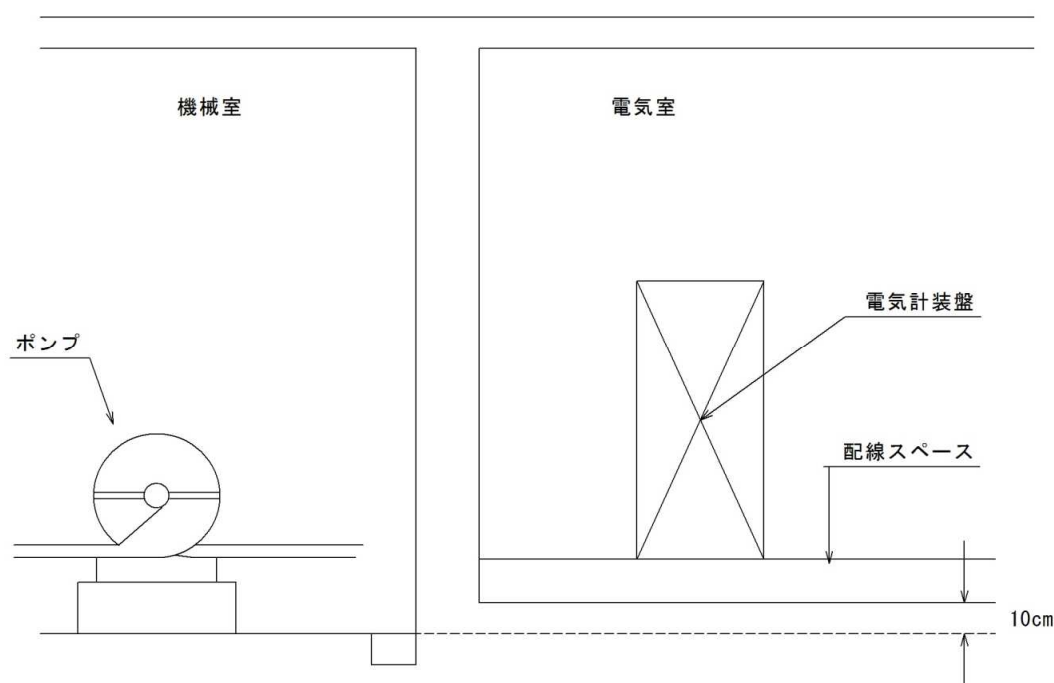 機械室
電気室
電気計装盤
ポンプ
配線スペース
10cm